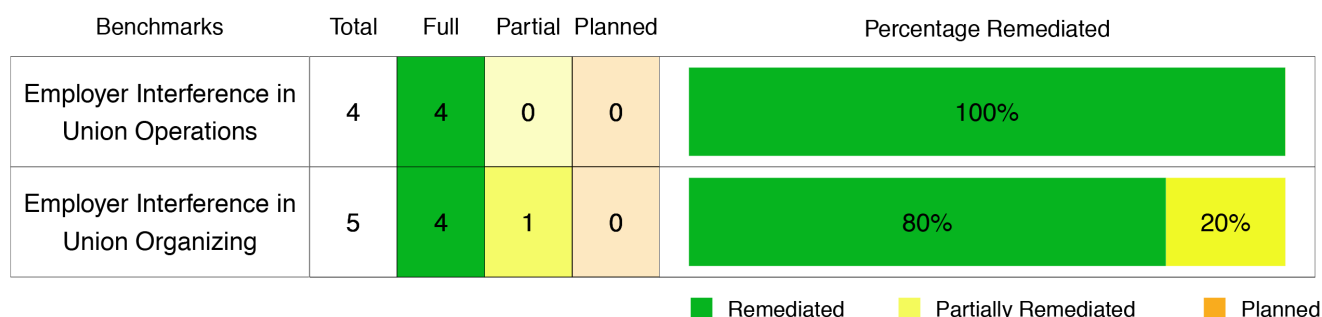 Benchmarks Total Full Partial Planned Percentage Remediated
Employer Interference in
Union Operations
4 4 0 0 100%
Employer Interference in
Union Organizing
5 4 1 0 80% 20%
Remediated Partially Remediated Planned